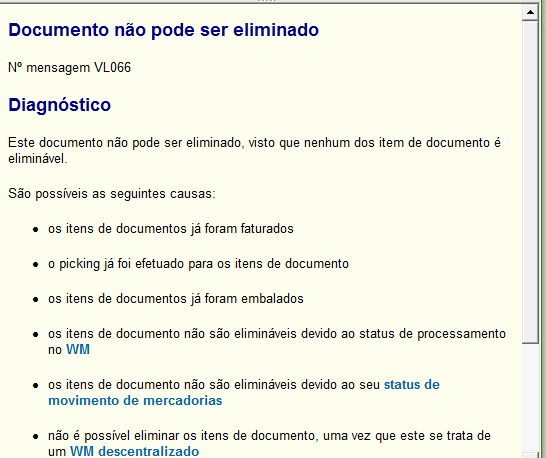 Documento não pode ser eliminado
Nº mensagem VL066
Diagnóstico
Este documento não pode ser eliminado, visto que nenhum dos item de documento é
eliminável.
São possíveis as seguintes causas:
• os itens de documentos já foram faturados
• o picking já foi efetuado para os itens de documento
• os itens de documentos já foram embalados
• os itens de documento não são elimináveis devido ao status de processamento
no WM
• os itens de documento não são elimináveis devido ao seu status de
movimento de mercadorias
• não é possível eliminar os itens de documento, uma vez que este se trata de
um WM descentralizado